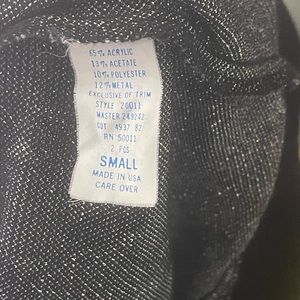 65% ACRYLIC
13% ACETATE
10% POLYESTER
12% METAL
EXCLUSIVE OF TRIM
STYLE 20011
MASTER 249242
CUT 4937 82
RN 50011
2 PCS
SMALL
MADE IN USA
CARE OVER